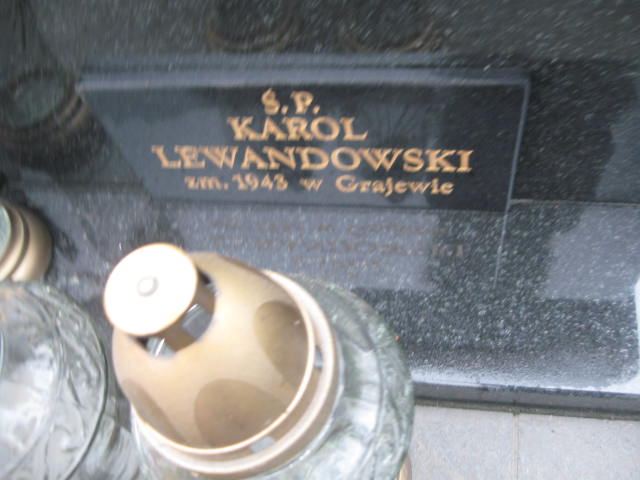 Ś.P.
KAROL
LEWANDOWSKI
zm. 1943 w Grajewie